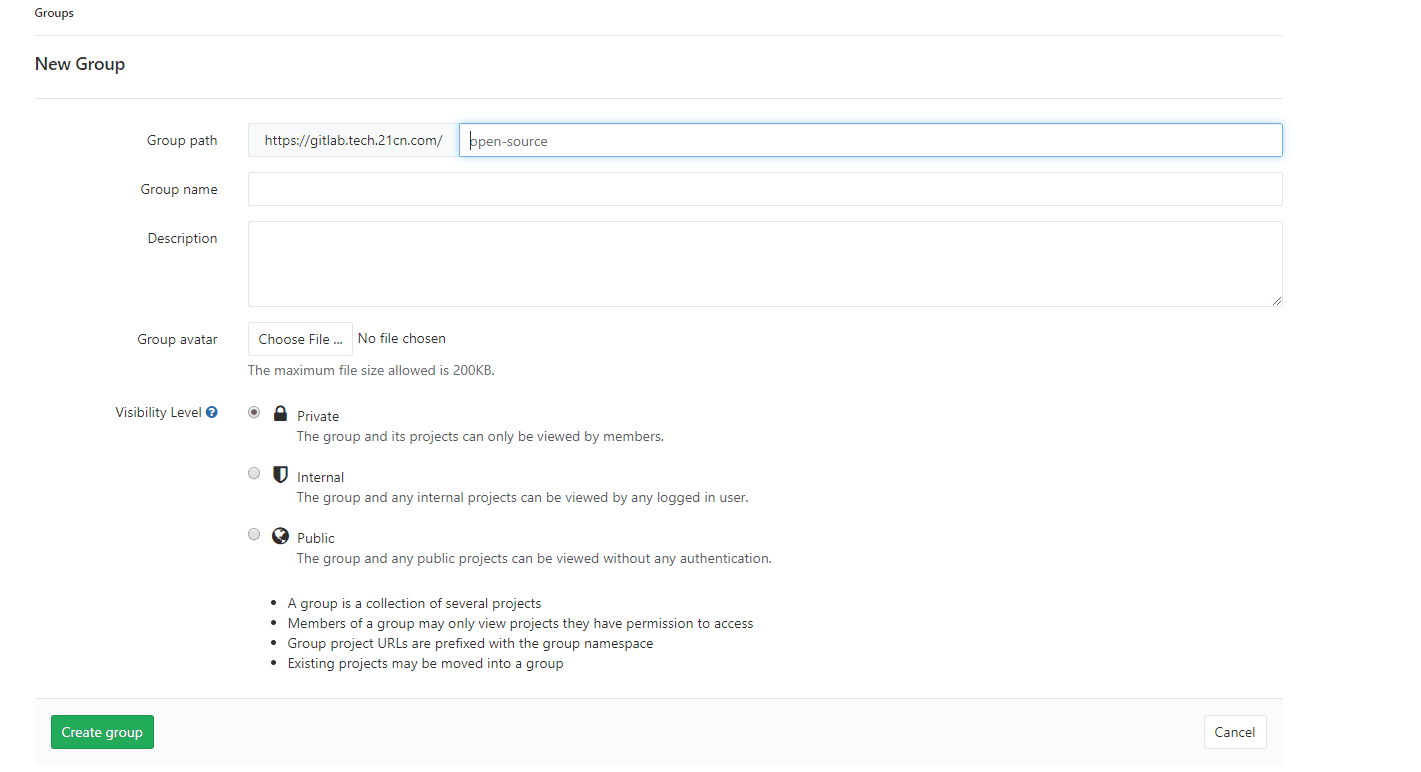 Groups
New Group
Group path https://gitlab.tech.21cn.com/ open-source
Group name
Description
Group avatar Choose File ... No file chosen
The maximum file size allowed is 200KB.
Visibility Level ? Private
The group and its projects can only be viewed by members.
Internal
The group and any internal projects can be viewed by any logged in user.
Public
The group and any public projects can be viewed without any authentication.
• A group is a collection of several projects
• Members of a group may only view projects they have permission to access
• Group project URLs are prefixed with the group namespace
• Existing projects may be moved into a group
Create group Cancel